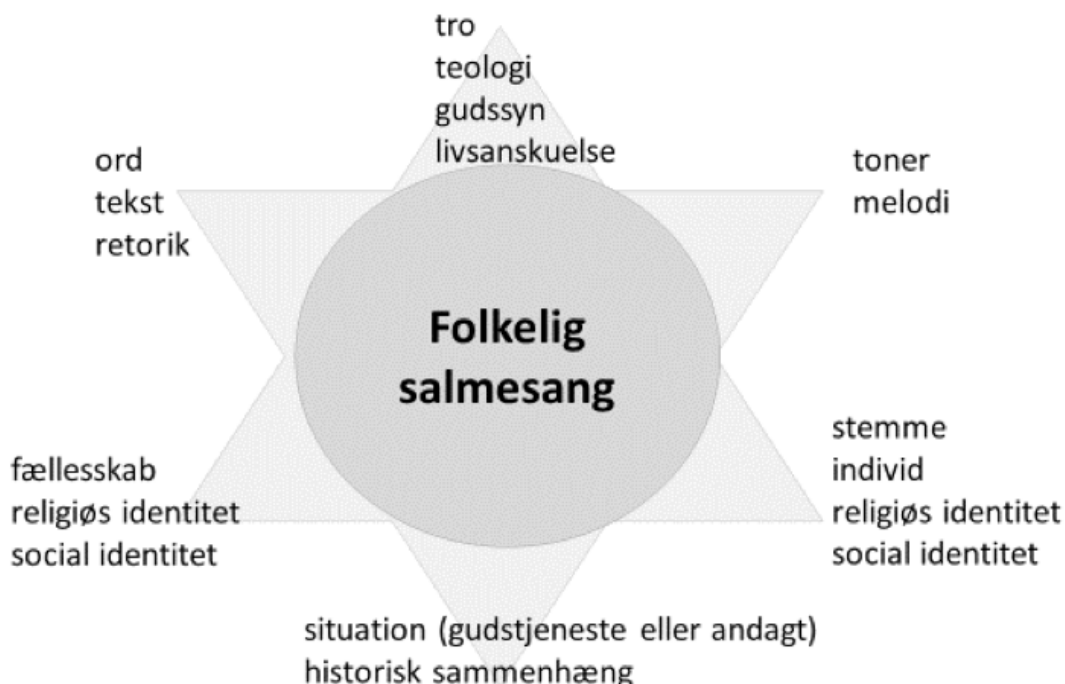 tro
teologi
gudssyn
livsanskuelse
ord
tekst
retorik
toner
melodi
Folkelig
salmesang
fællesskab
religiøs identitet
social identitet
stemme
individ
religiøs identitet
social identitet
situation (gudstjeneste eller andagt)
historisk sammenhæng